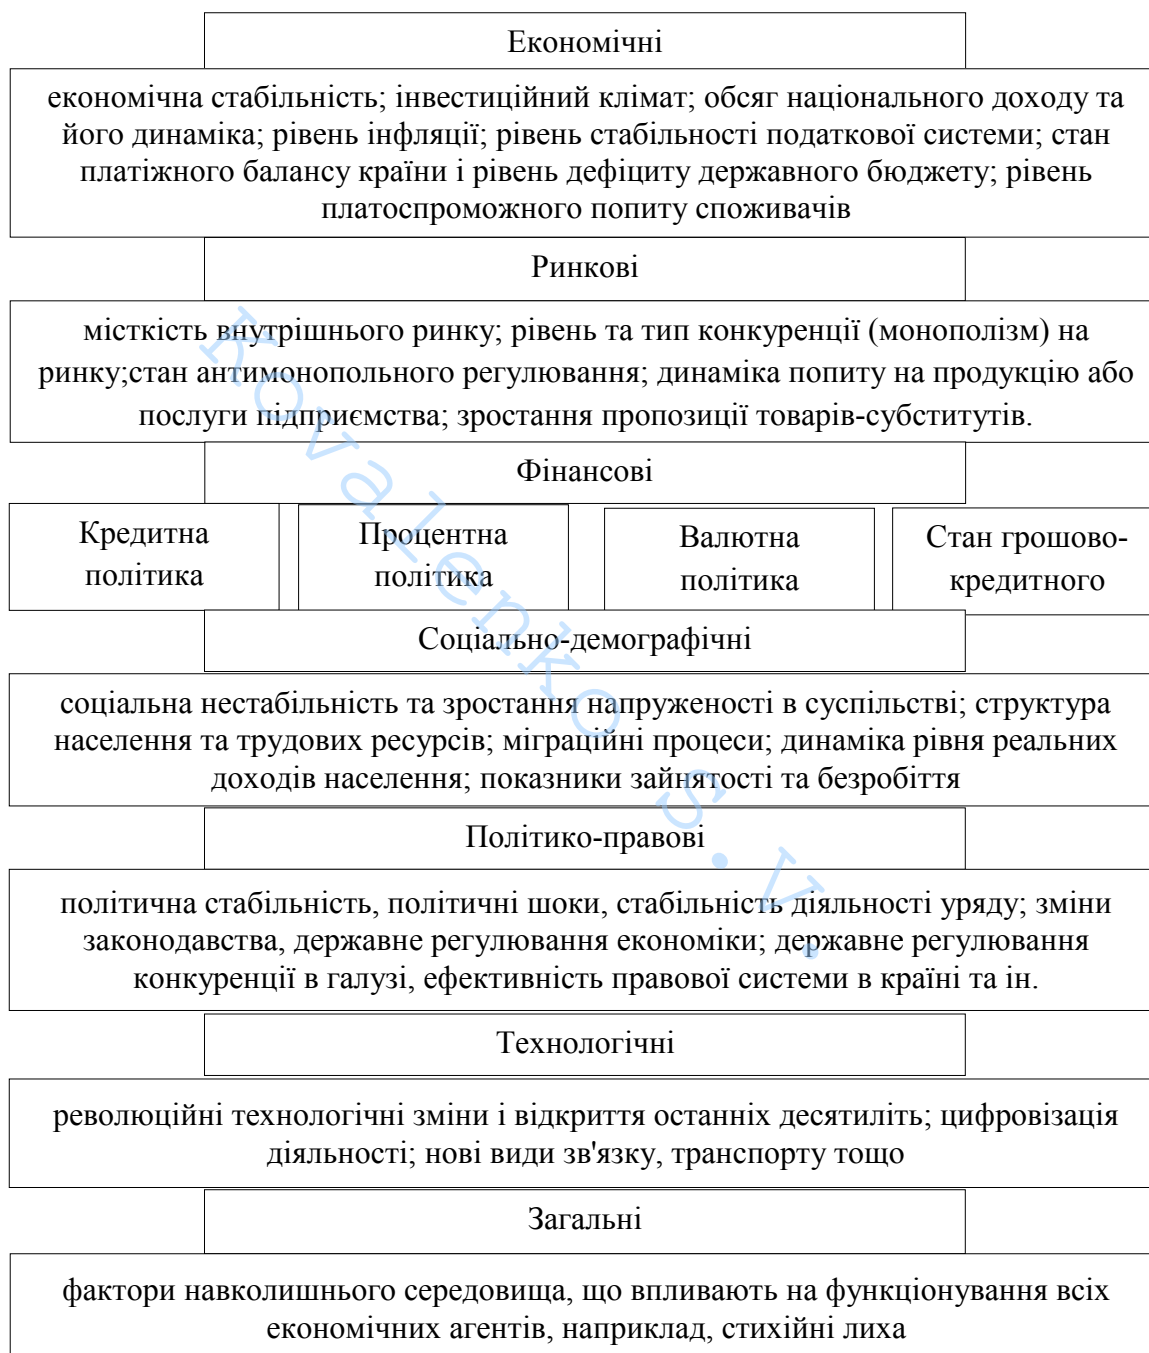 Економічні
економічна стабільність; інвестиційний клімат; обсяг національного доходу та
його динаміка; рівень інфляції; рівень стабільності податкової системи; стан
платіжного балансу країни і рівень дефіциту державного бюджету; рівень
платоспроможного попиту споживачів
Ринкові
місткість внутрішнього ринку; рівень та тип конкуренції (монополізм) на
ринку;стан антимонопольного регулювання; динаміка попиту на продукцію або
послуги підприємства; зростання пропозиції товарів-субститутів.
Фінансові
Кредитна
політика
Процентна
політика
Валютна
політика
Стан грошово-
кредитного
Соціально-демографічні
соціальна нестабільність та зростання напруженості в суспільстві; структура
населення та трудових ресурсів; міграційні процеси; динаміка рівня реальних
доходів населення; показники зайнятості та безробіття
Політико-правові
політична стабільність, політичні шоки, стабільність діяльності уряду; зміни
законодавства, державне регулювання економіки; державне регулювання
конкуренції в галузі, ефективність правової системи в країні та ін.
Технологічні
революційні технологічні зміни і відкриття останніх десятиліть; цифровізація
діяльності; нові види зв'язку, транспорту тощо
Загальні
фактори навколишнього середовища, що впливають на функціонування всіх
економічних агентів, наприклад, стихійні лиха
Kovalenko S.V.